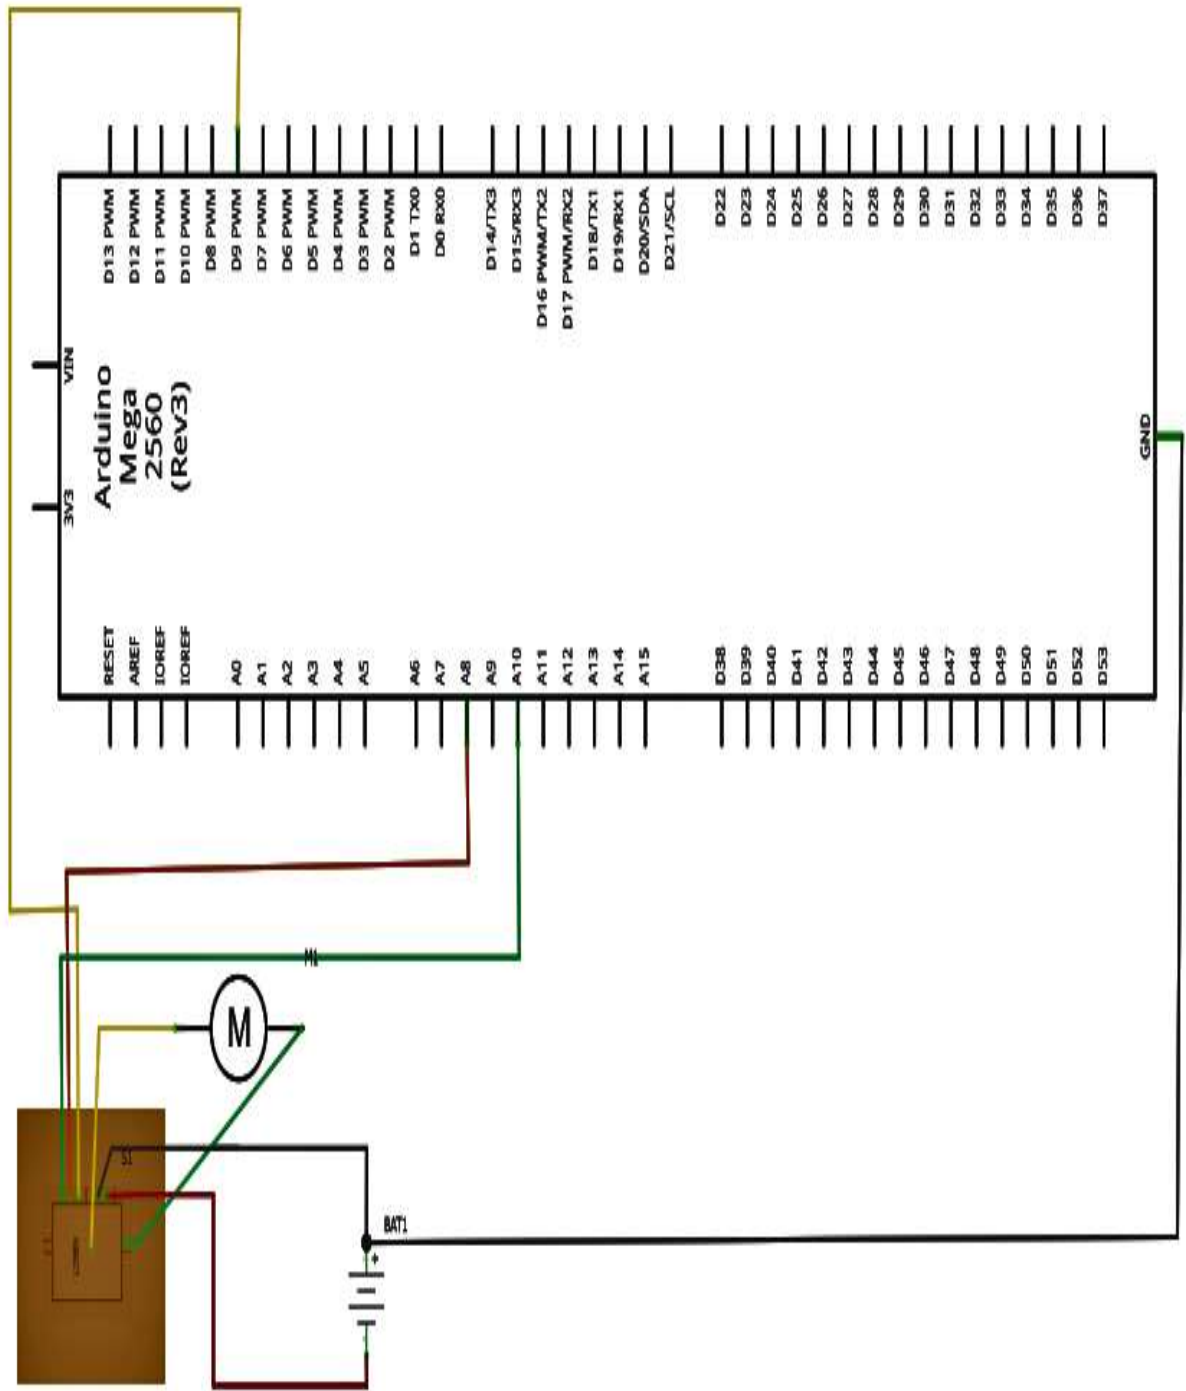 D13 PWM
D12 PWM
D11 PWM
D10 PWM
D8 PWM
D9 PWM
D7 PWM
D6 PWM
D5 PWM
D4 PWM
D3 PWM
D2 PWM
D1 TX0
D0 RX0
D14/TX3
D15/RX3
D16 PWM/TX2
D17 PWM/RX2
D18/TX1
D19/RX1
D20/SDA
D21/SCL
D22
D23
D24
D25
D26
D27
D28
D29
D30
D31
D32
D33
D34
D35
D36
D37
VIN
3V3
Arduino
Mega
2560
(Rev3)
GND
RESET
AREF
IOREF
IOREF
A0
A1
A2
A3
A4
A5
A6
A7
A8
A9
A10
A11
A12
A13
A14
A15
D38
D39
D40
D41
D42
D43
D44
D45
D46
D47
D48
D49
D50
D51
D52
D53
M1
M
S1
BAT1
+